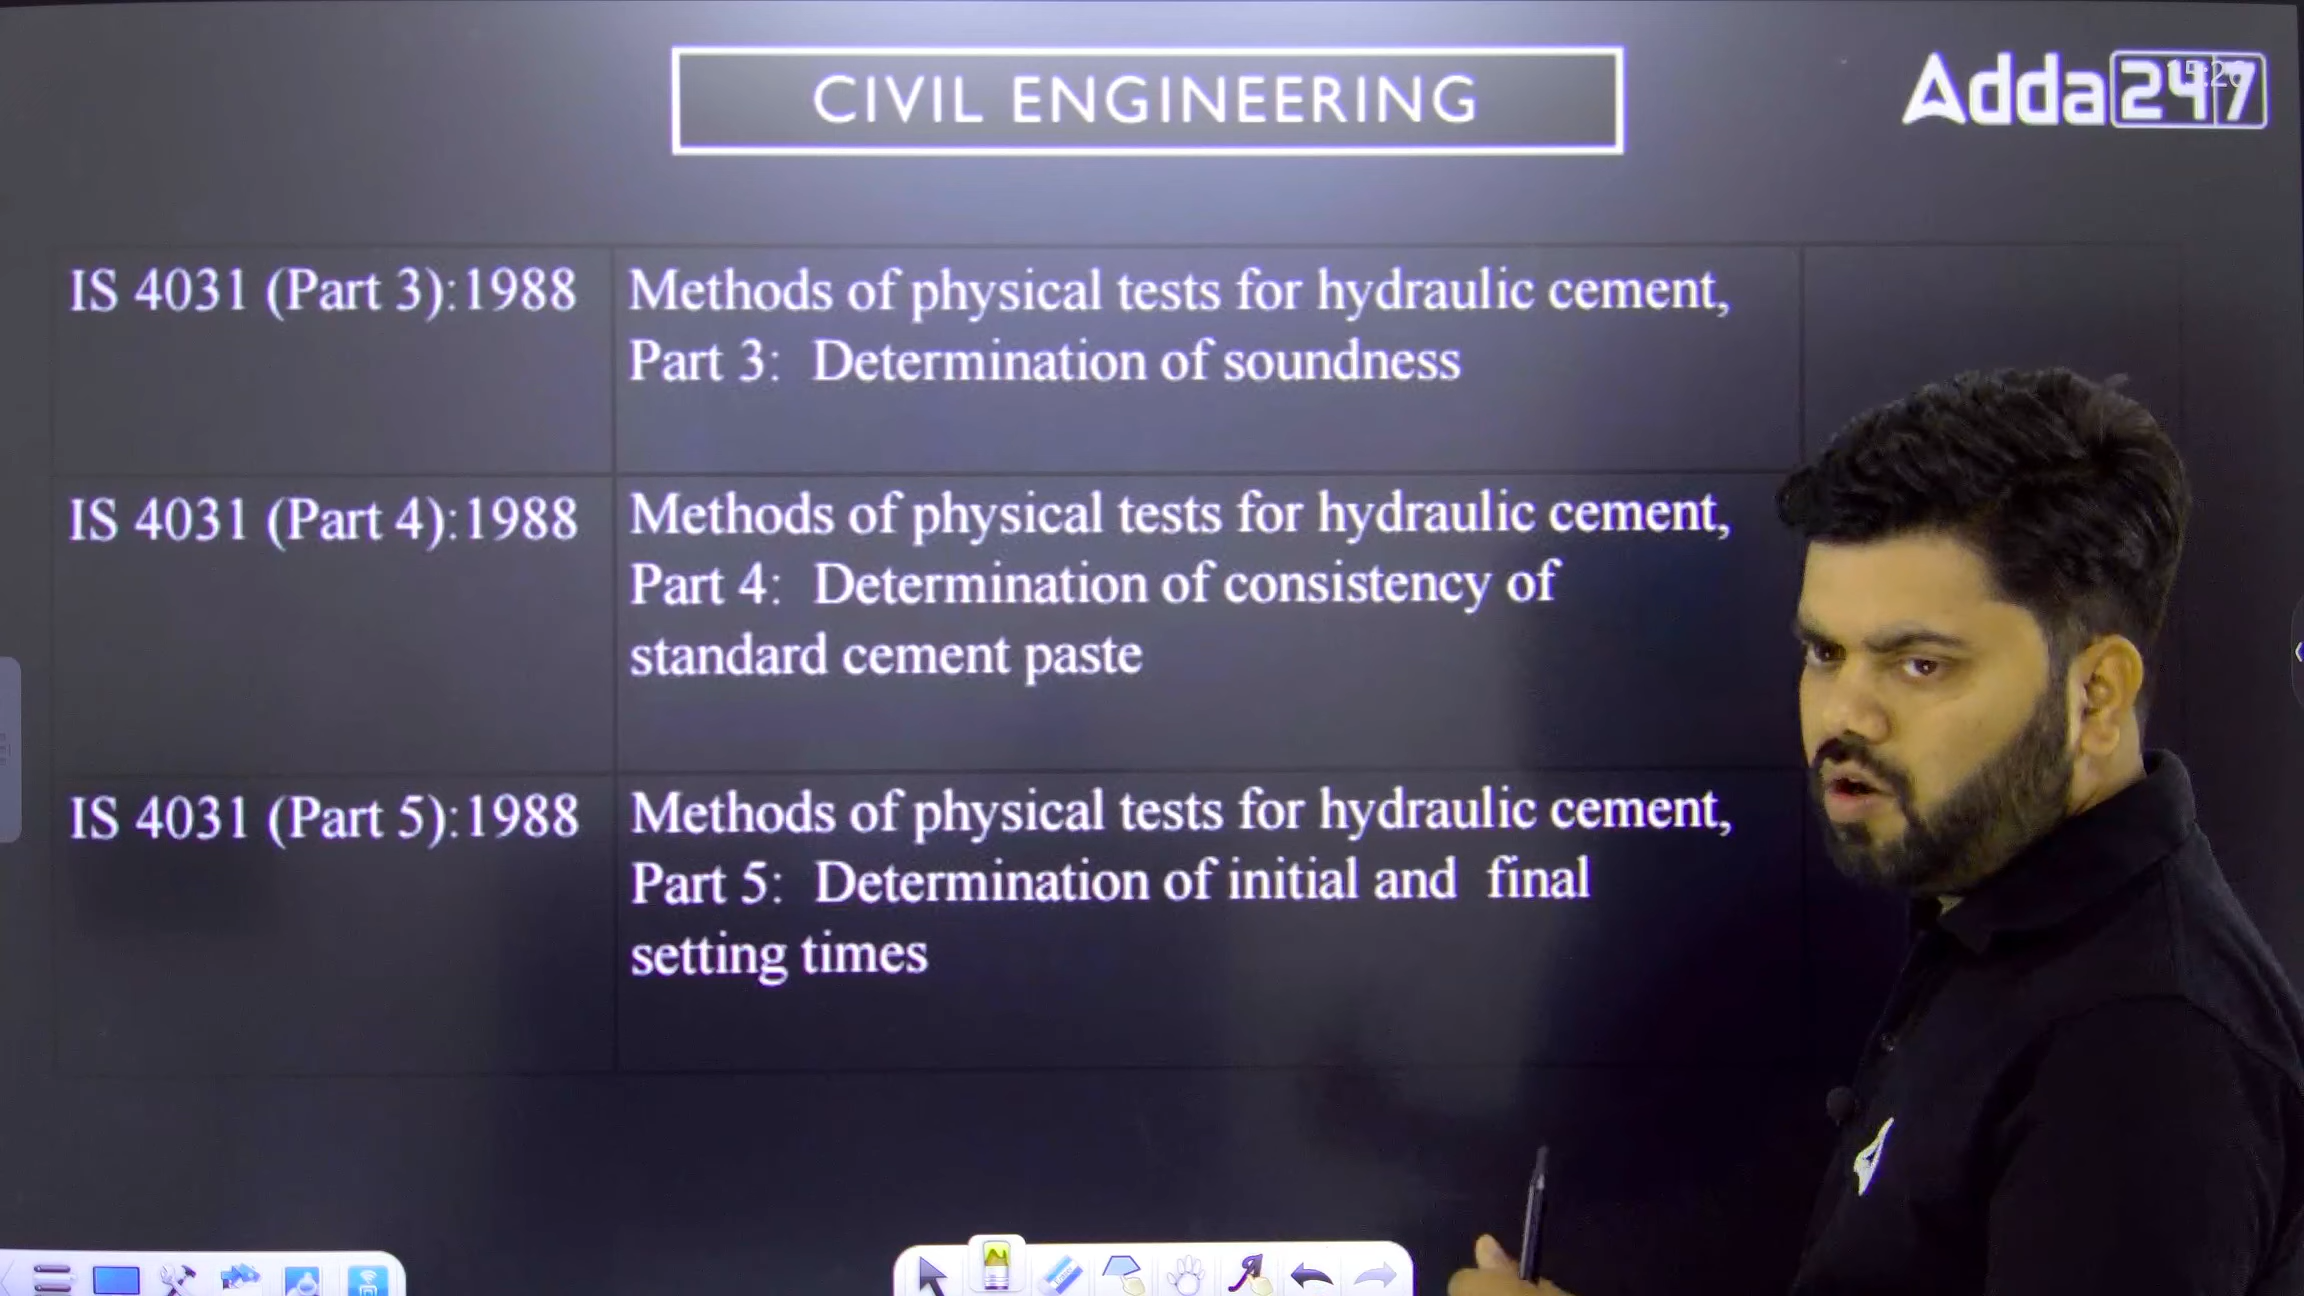 CIVIL ENGINEERING
Adda247
IS 4031 (Part 3):1988
Methods of physical tests for hydraulic cement,
Part 3: Determination of soundness
IS 4031 (Part 4):1988
Methods of physical tests for hydraulic cement,
Part 4: Determination of consistency of
standard cement paste
IS 4031 (Part 5):1988
Methods of physical tests for hydraulic cement,
Part 5: Determination of initial and final
setting times